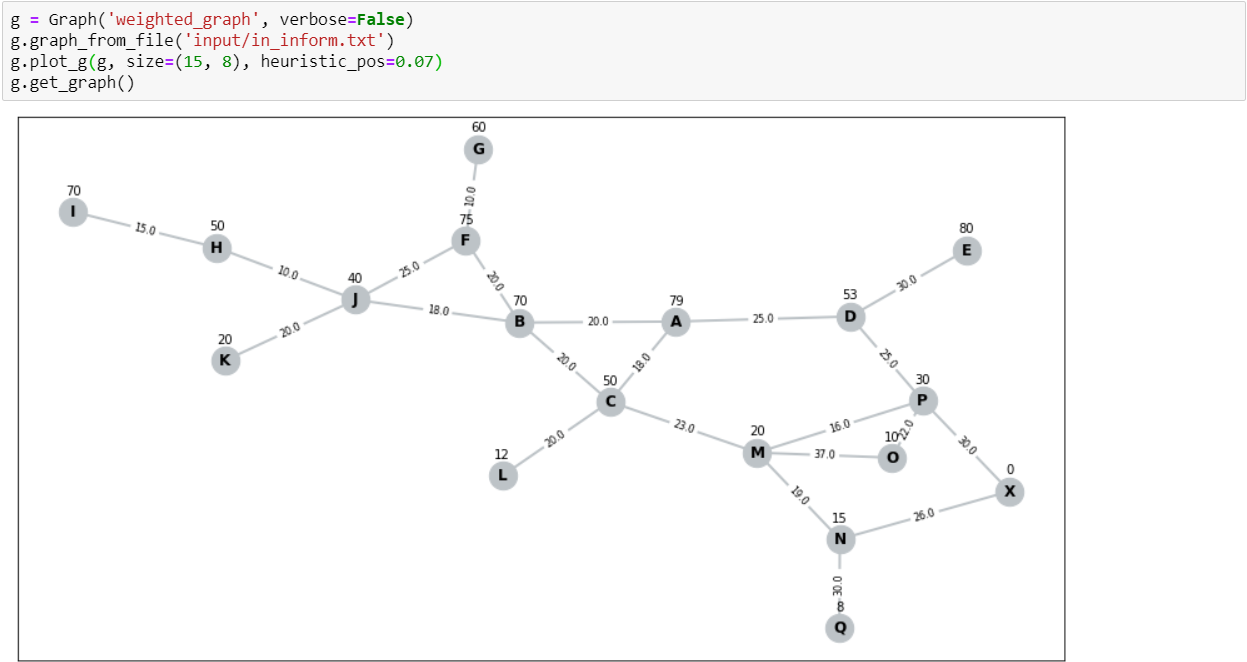 g = Graph('weighted_graph', verbose=False)
g.graph_from_file('input/in_inform.txt')
g.plot_g(g, size=(15, 8), heuristic_pos=0.07)
g.get_graph()
60
G
10.0
70
I
15.0
50
H
75
F
80
E
10.0
25.0
20.0
30.0
40
J
18.0
70
B
20.0
79
A
25.0
53
D
20.0
20
K
20.0
18.0
25.0
50
C
30
P
20.0
23.0
16.0
22.0
30.0
12
L
20
M
37.0
10
O
0
X
19.0
26.0
15
N
30.0
8
Q